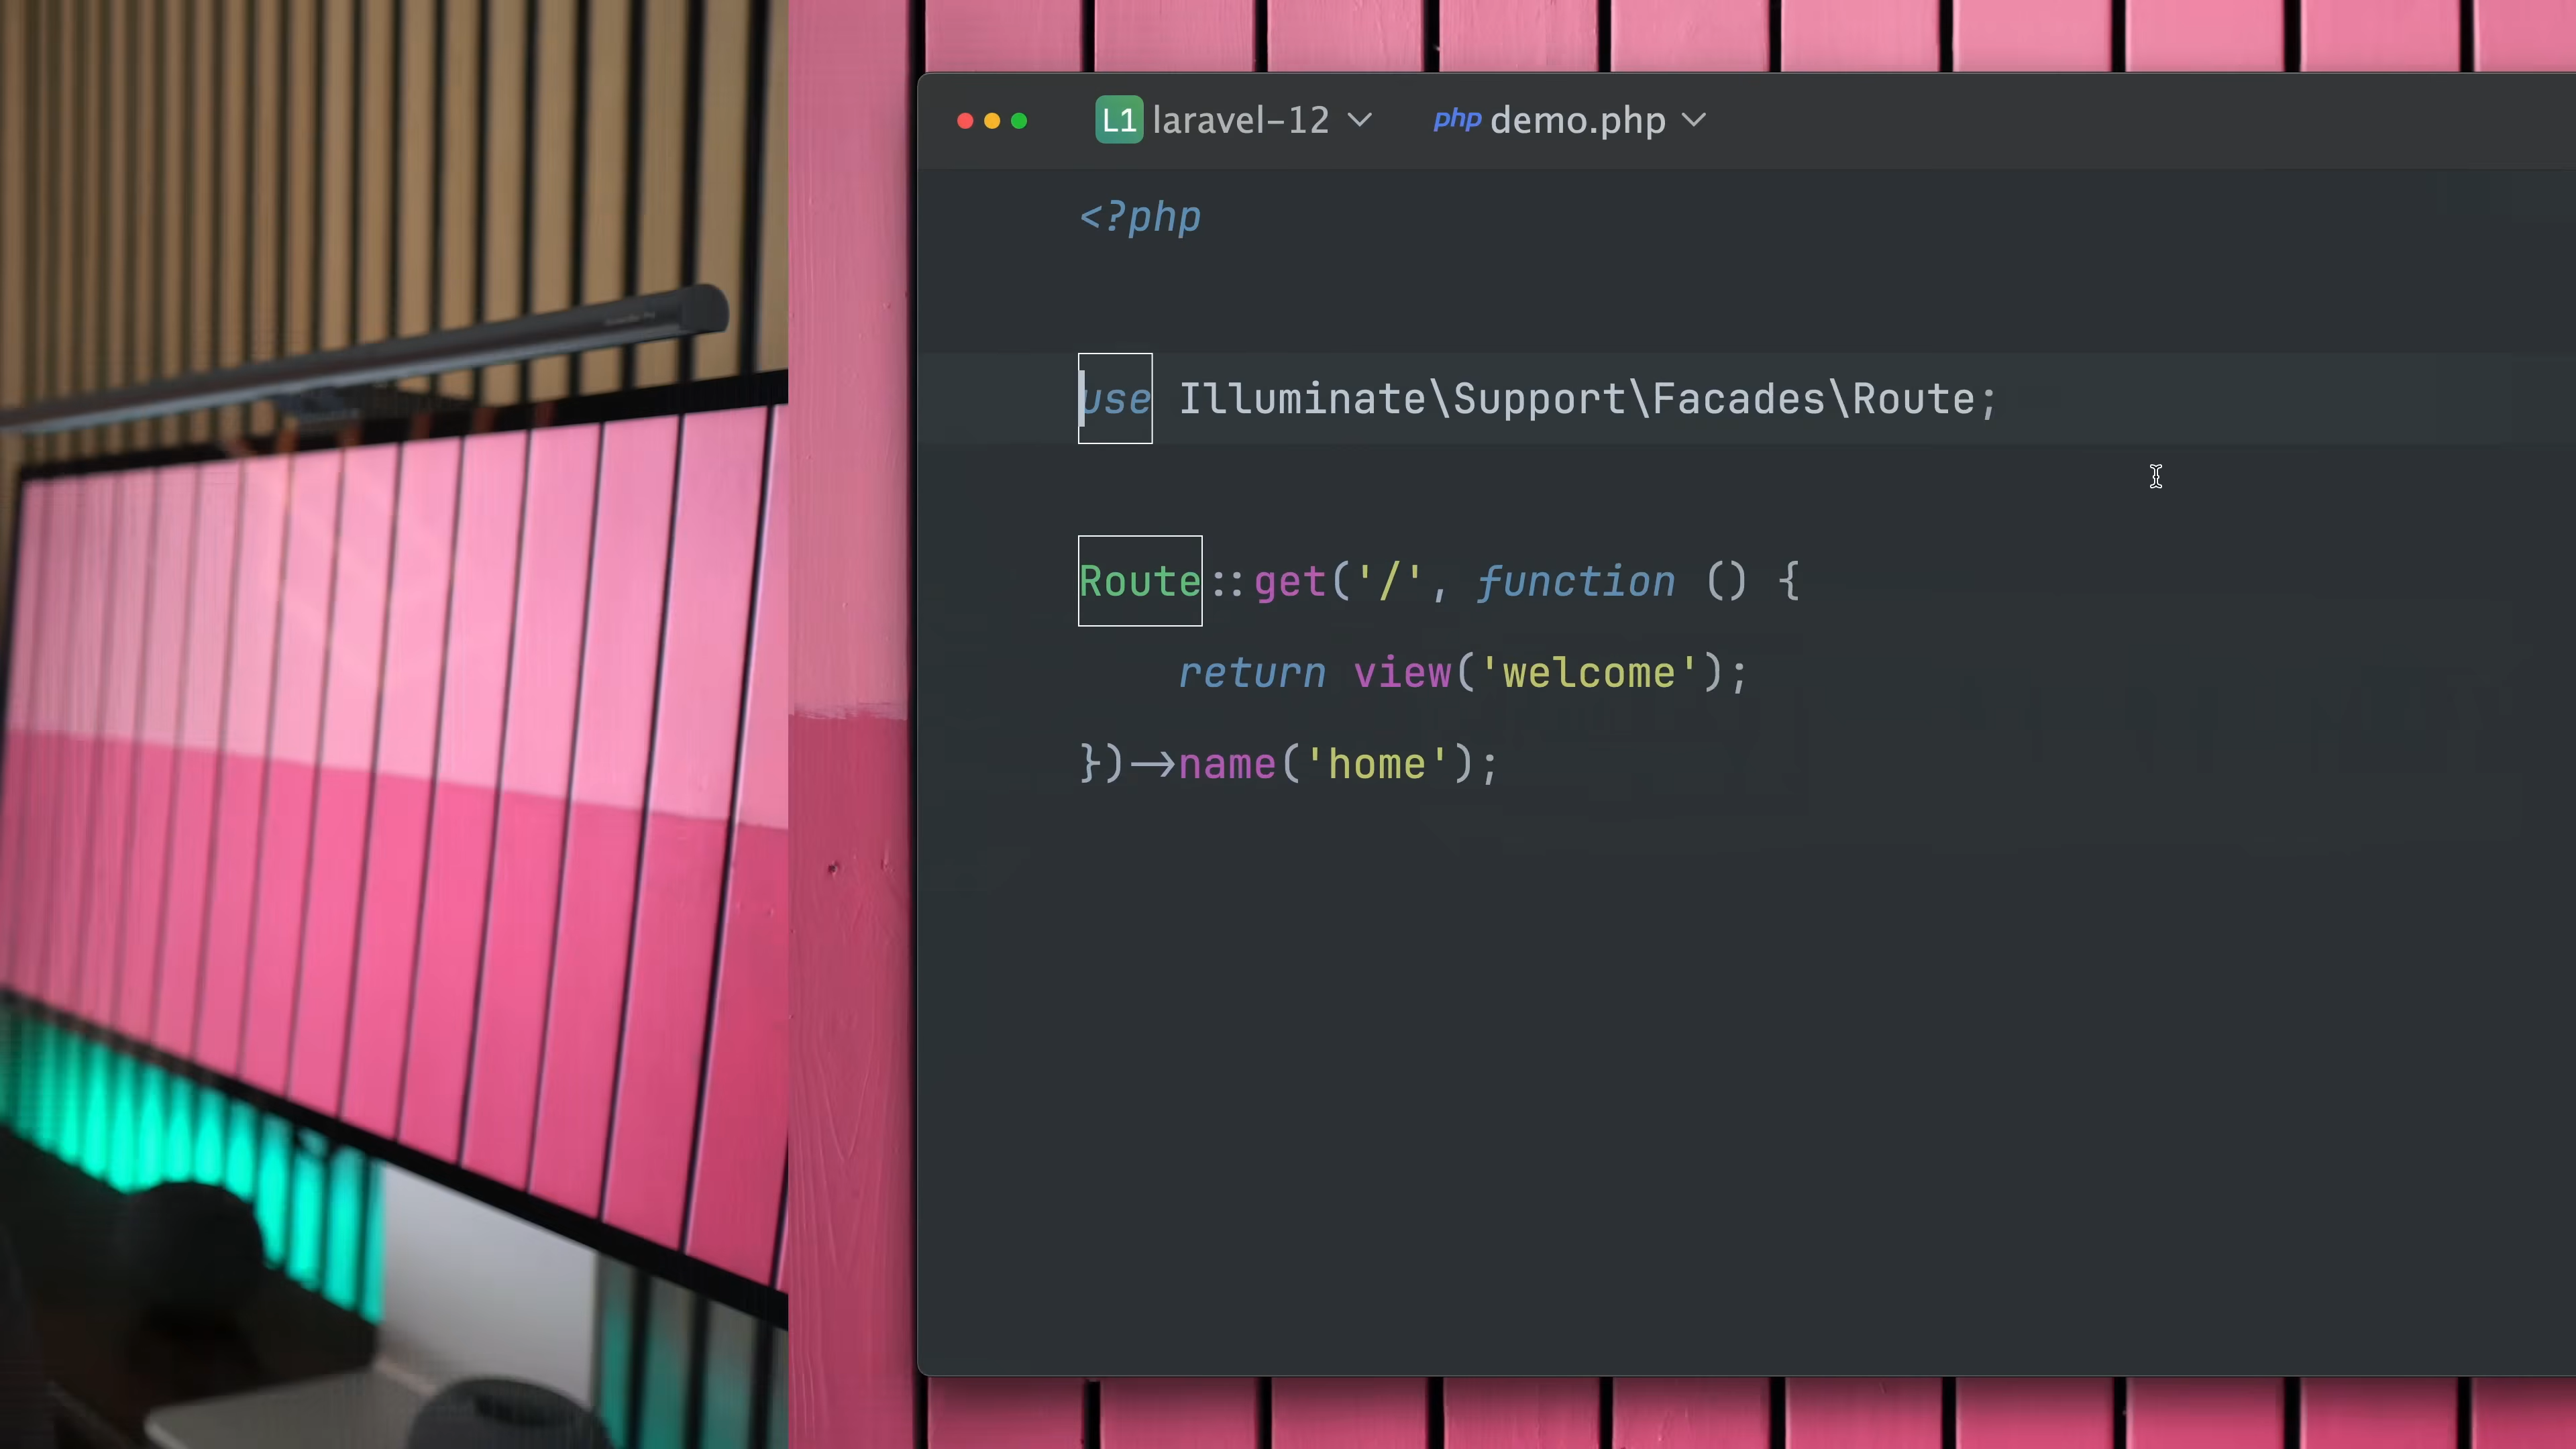 L1 laravel-12 php demo.php
<?php
use Illuminate\Support\Facades\Route;
Route::get('/', function () {
    return view('welcome');
})->name('home');